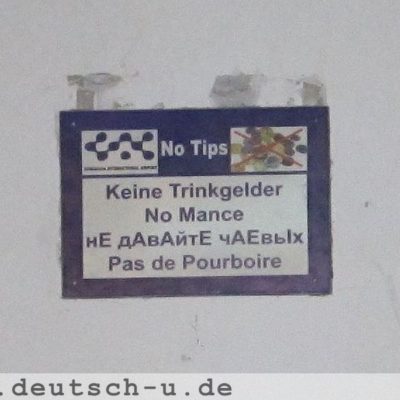 No Tips
Keine Trinkgelder
No Mance
нЕ дАвАйтЕ чАЕвыХ
Pas de Pourboire
.deutsch-u.de